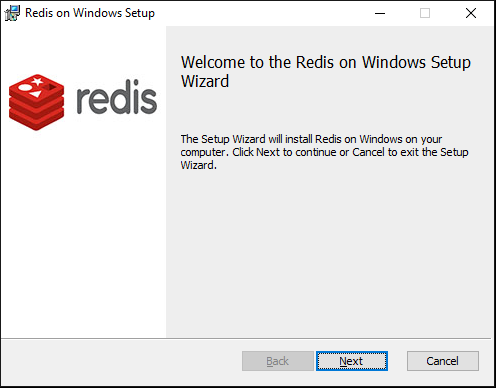 Redis on Windows Setup
redis
Welcome to the Redis on Windows Setup
Wizard
The Setup Wizard will install Redis on Windows on your
computer. Click Next to continue or Cancel to exit the Setup
Wizard.
Back Next Cancel